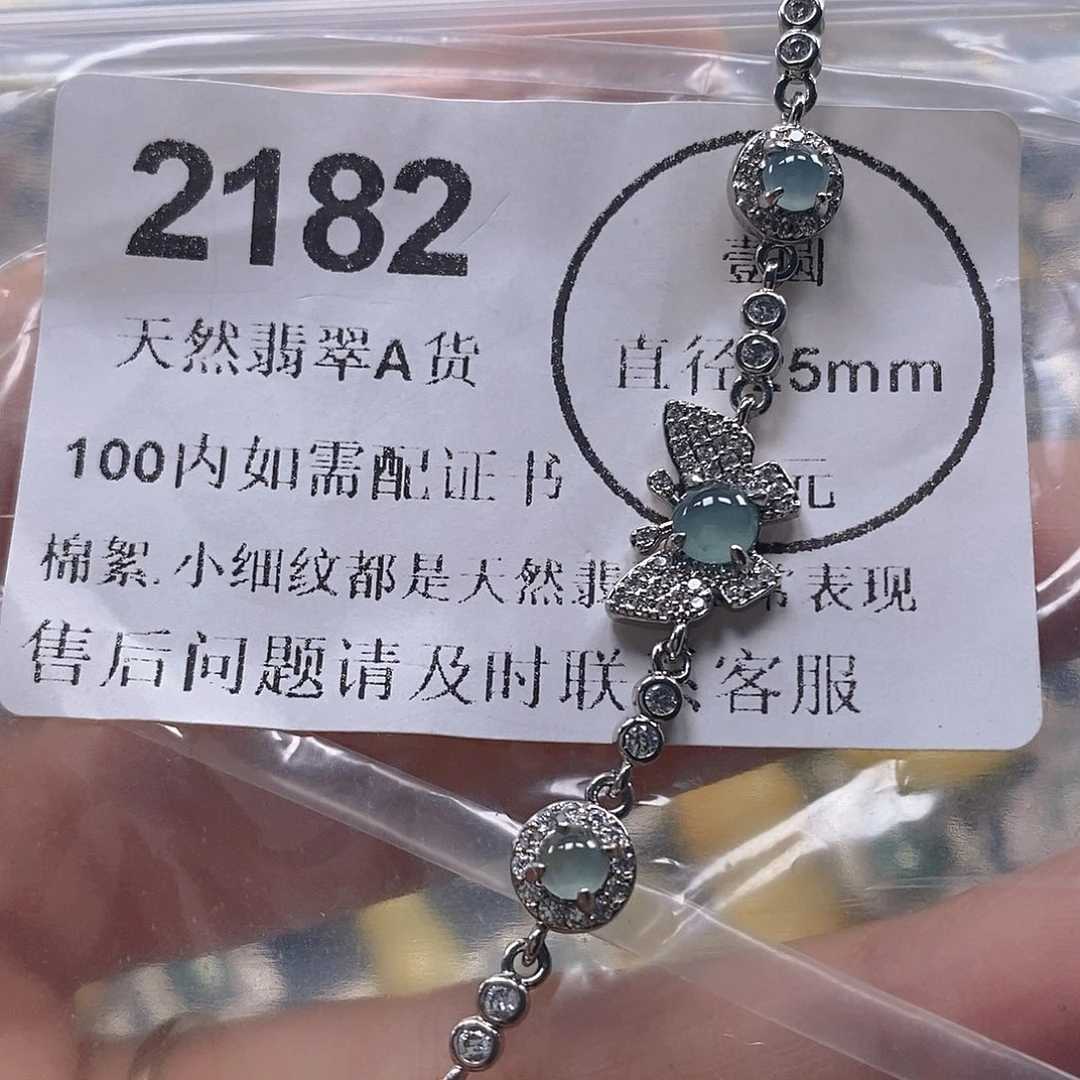 2182
天然翡翠A货
100内如需配证书
棉絮.小细纹都是天然翡 常表现
售后问题请及时联 客服
壹圆
直径 5mm
元